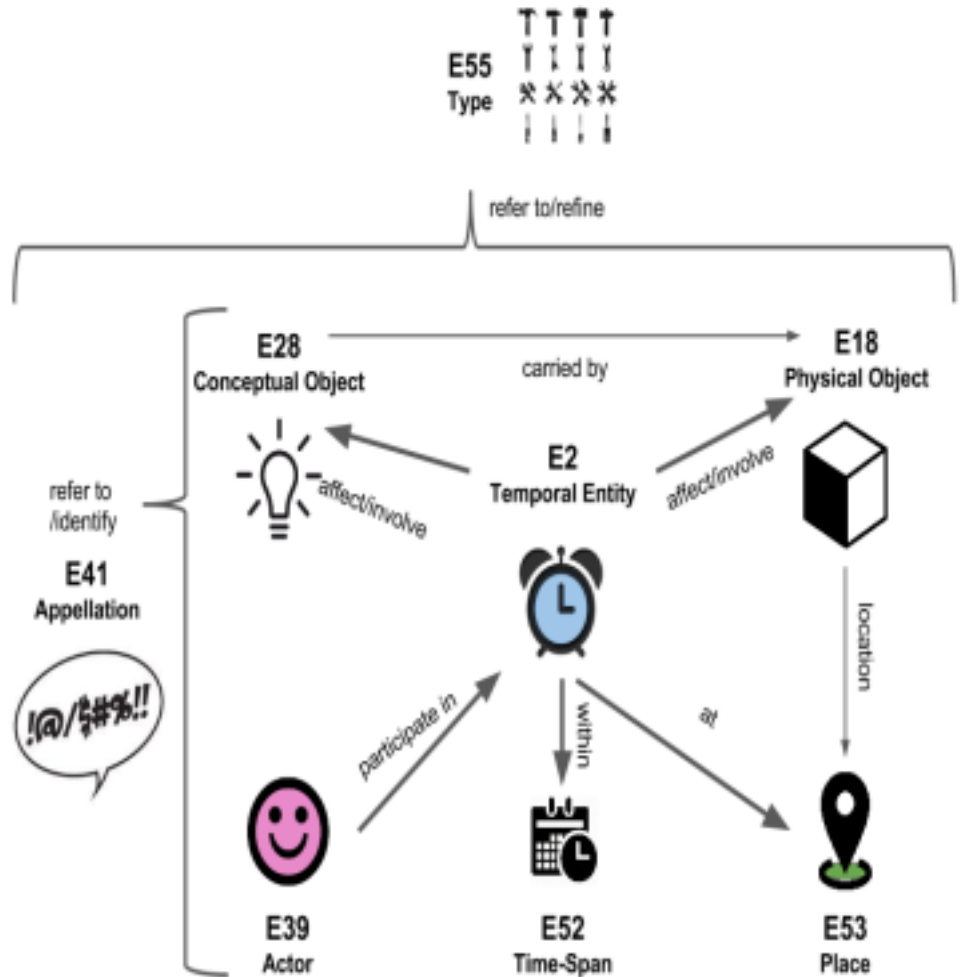 E55
Type
refer to/refine
E28
Conceptual Object
carried by
E18
Physical Object
affect/involve
E2
Temporal Entity
affect/involve
refer to
/identify
E41
Appellation
!@/§#%!!
participate in
within
at
location
E39
Actor
E52
Time-Span
E53
Place